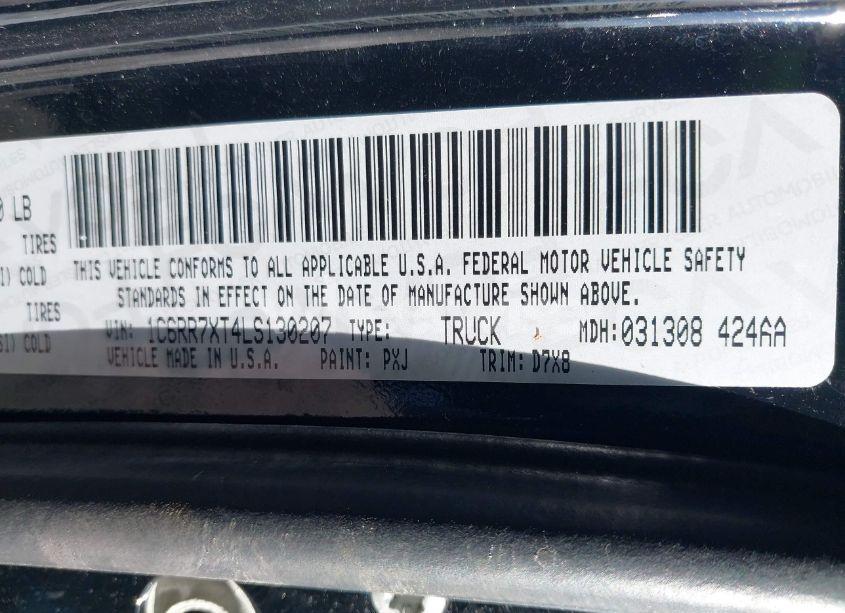 0 LB
TIRES
I) COLD
TIRES
SI) COLD
THIS VEHICLE CONFORMS TO ALL APPLICABLE U.S.A. FEDERAL MOTOR VEHICLE SAFETY
STANDARDS IN EFFECT ON THE DATE OF MANUFACTURE SHOWN ABOVE.
VIN: 1C6RR7XT4LS130207 TYPE: TRUCK MDH:031308 424AA
VEHICLE MADE IN U.S.A. PAINT: PXJ TRIM: D7X8